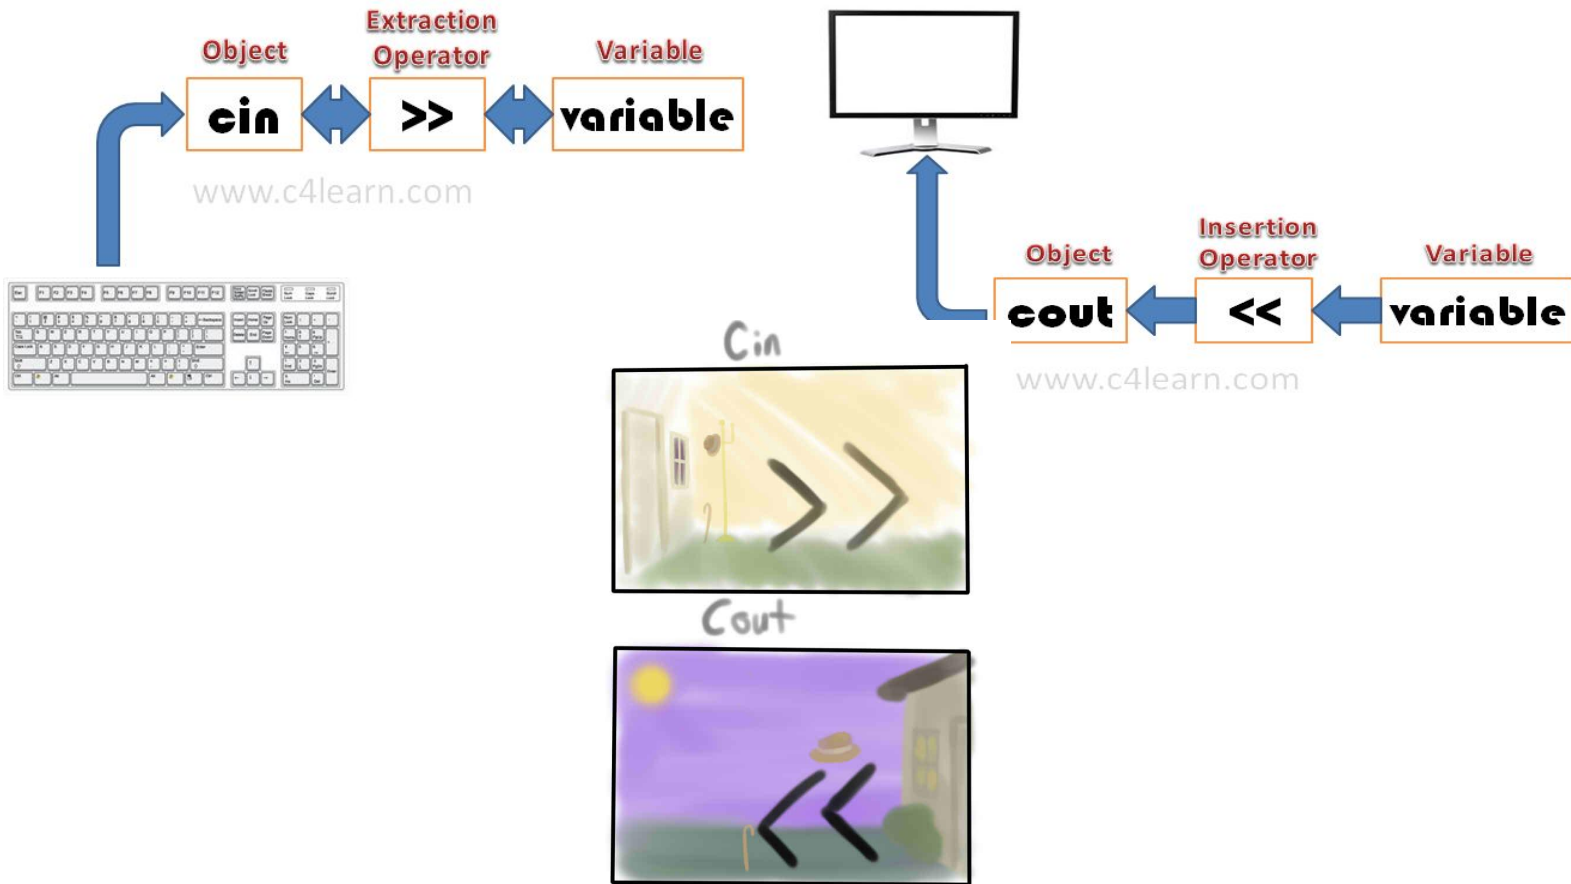 Object
Extraction
Operator
Variable
cin
>>
variable
www.c4learn.com
Object
Insertion
Operator
Variable
cout
<<
variable
www.c4learn.com
Cin
>>
Cout
<<